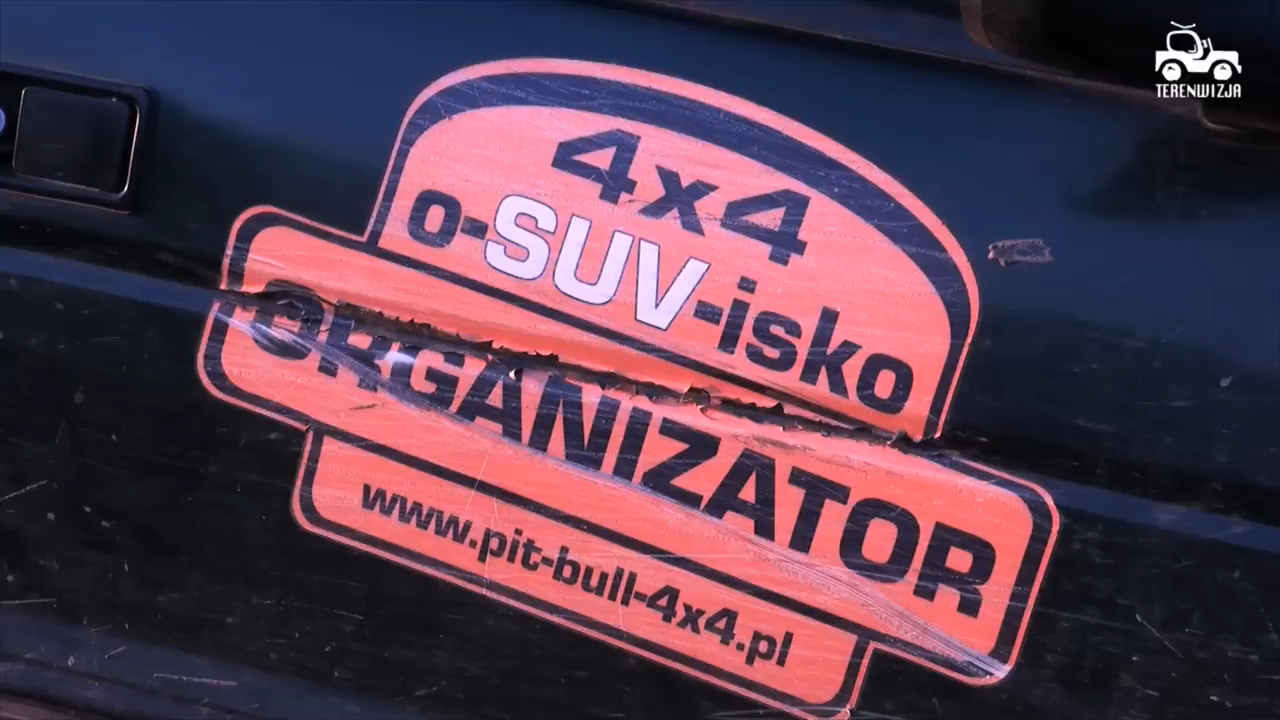 TERENWIZJA
4x4
o-SUV-isko
ORGANIZATOR
www.pit-bull-4x4.pl